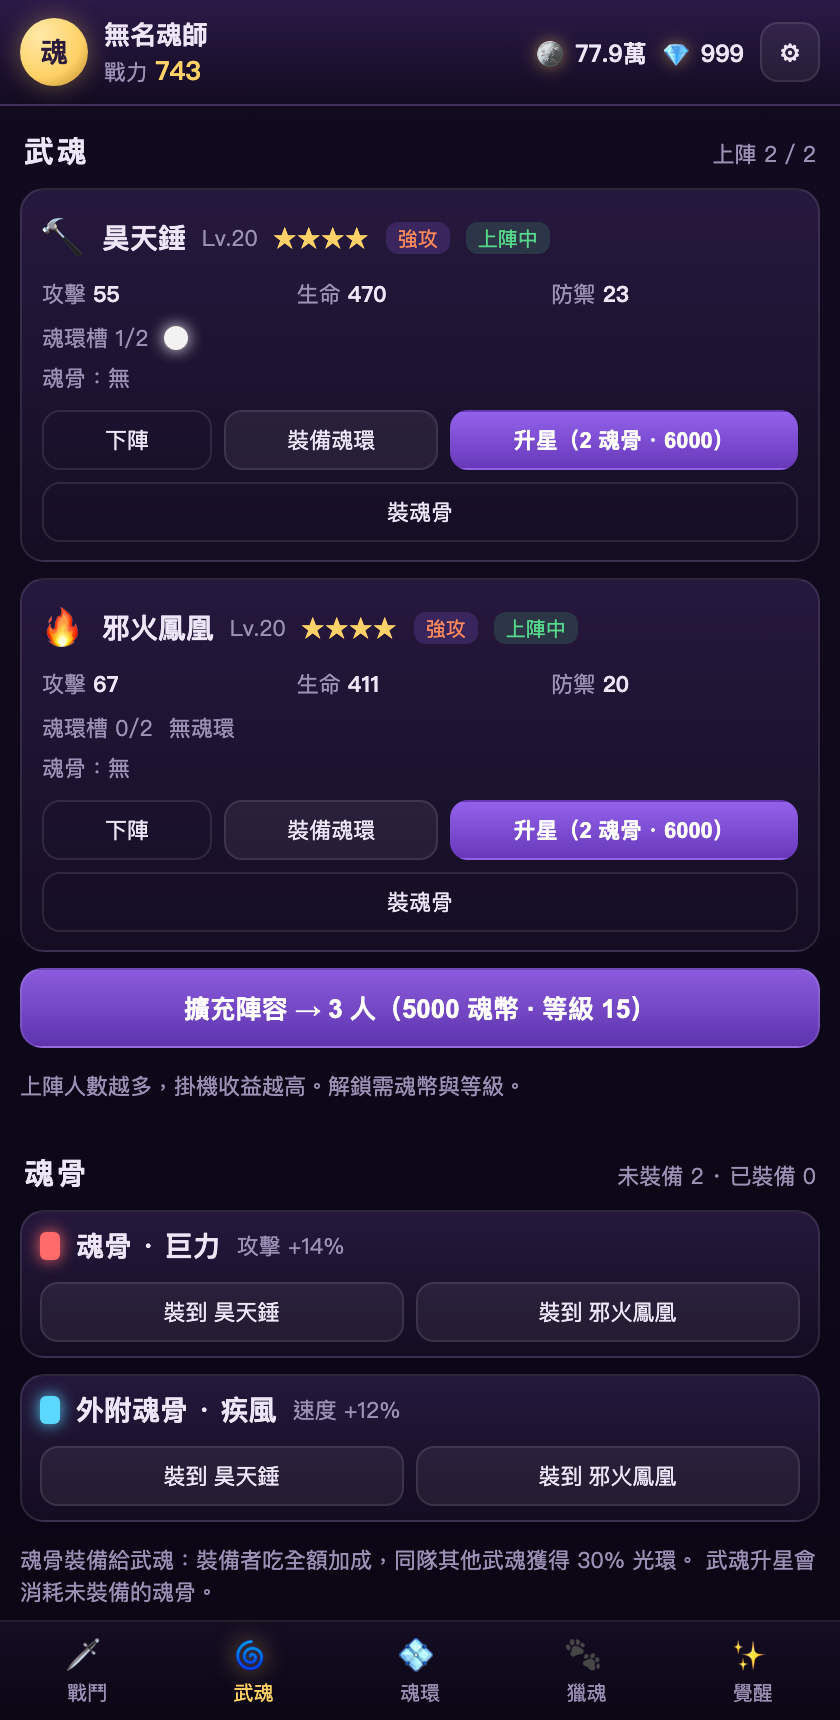 魂
無名魂師
戰力 743
77.9萬 999
武魂
上陣 2 / 2
昊天錘 Lv.20 ★★★★ 強攻 上陣中
攻擊 55 生命 470 防禦 23
魂環槽 1/2
魂骨：無
下陣 裝備魂環 升星（2 魂骨 · 6000）
裝魂骨
邪火鳳凰 Lv.20 ★★★★ 強攻 上陣中
攻擊 67 生命 411 防禦 20
魂環槽 0/2 無魂環
魂骨：無
下陣 裝備魂環 升星（2 魂骨 · 6000）
裝魂骨
擴充陣容 → 3 人（5000 魂幣 · 等級 15）
上陣人數越多，掛機收益越高。解鎖需魂幣與等級。
魂骨
未裝備 2 · 已裝備 0
魂骨 · 巨力 攻擊 +14%
裝到 昊天錘 裝到 邪火鳳凰
外附魂骨 · 疾風 速度 +12%
裝到 昊天錘 裝到 邪火鳳凰
魂骨裝備給武魂：裝備者吃全額加成，同隊其他武魂獲得 30% 光環。 武魂升星會
消耗未裝備的魂骨。
戰鬥 武魂 魂環 獵魂 覺醒